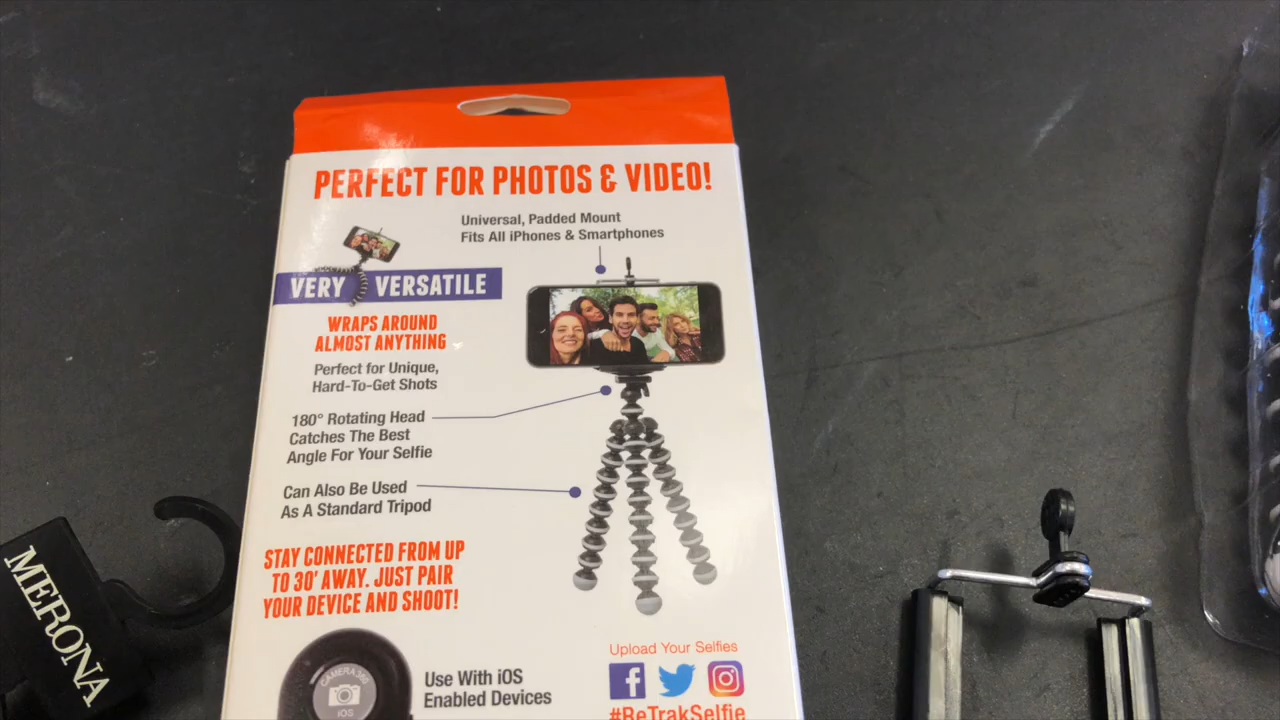 PERFECT FOR PHOTOS & VIDEO!
Universal, Padded Mount
Fits All iPhones & Smartphones
VERY VERSATILE
WRAPS AROUND
ALMOST ANYTHING
Perfect for Unique,
Hard-To-Get Shots
180° Rotating Head
Catches The Best
Angle For Your Selfie
Can Also Be Used
As A Standard Tripod
STAY CONNECTED FROM UP
TO 30' AWAY. JUST PAIR
YOUR DEVICE AND SHOOT!
CAMERA360
iOS
Use With iOS
Enabled Devices
Upload Your Selfies
#ReTrakSelfie
MERONA